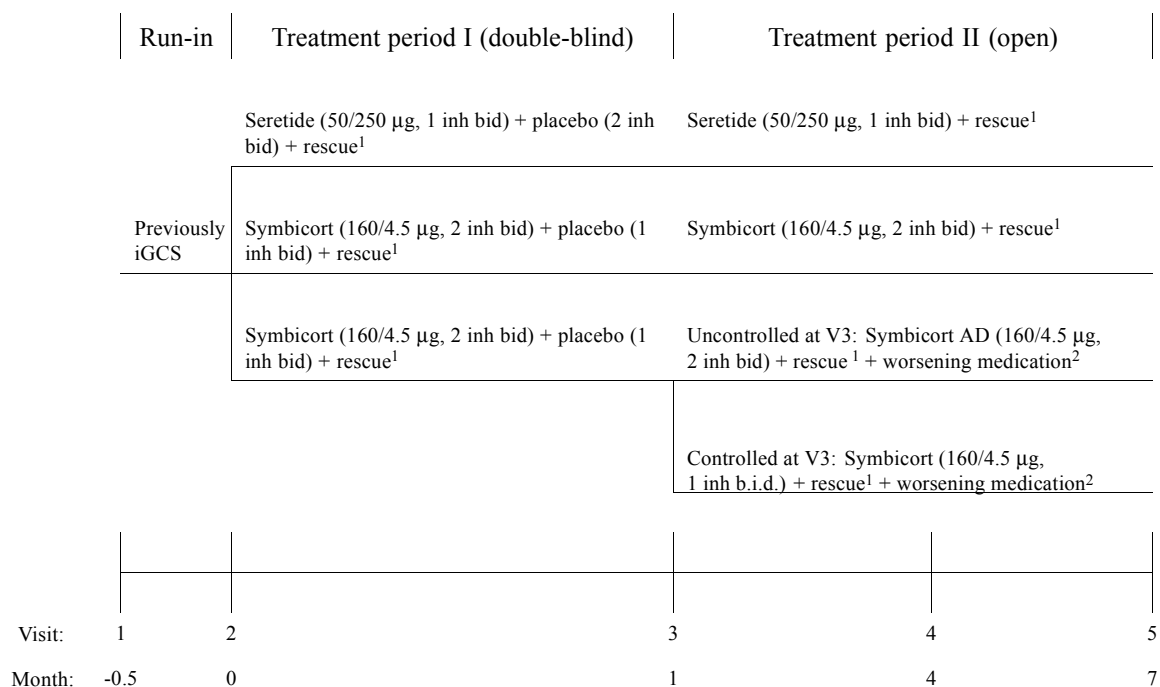 Run-in
Treatment period I (double-blind)
Treatment period II (open)
Seretide (50/250 µg, 1 inh bid) + placebo (2 inh
bid) + rescue¹
Seretide (50/250 µg, 1 inh bid) + rescue¹
Previously
iGCS
Symbicort (160/4.5 µg, 2 inh bid) + placebo (1
inh bid) + rescue¹
Symbicort (160/4.5 µg, 2 inh bid) + rescue¹
Symbicort (160/4.5 µg, 2 inh bid) + placebo (1
inh bid) + rescue¹
Uncontrolled at V3: Symbicort AD (160/4.5 µg,
2 inh bid) + rescue ¹ + worsening medication²
Controlled at V3: Symbicort (160/4.5 µg,
1 inh b.i.d.) + rescue¹ + worsening medication²
Visit: 1 2 3 4 5
Month: -0.5 0 1 4 7